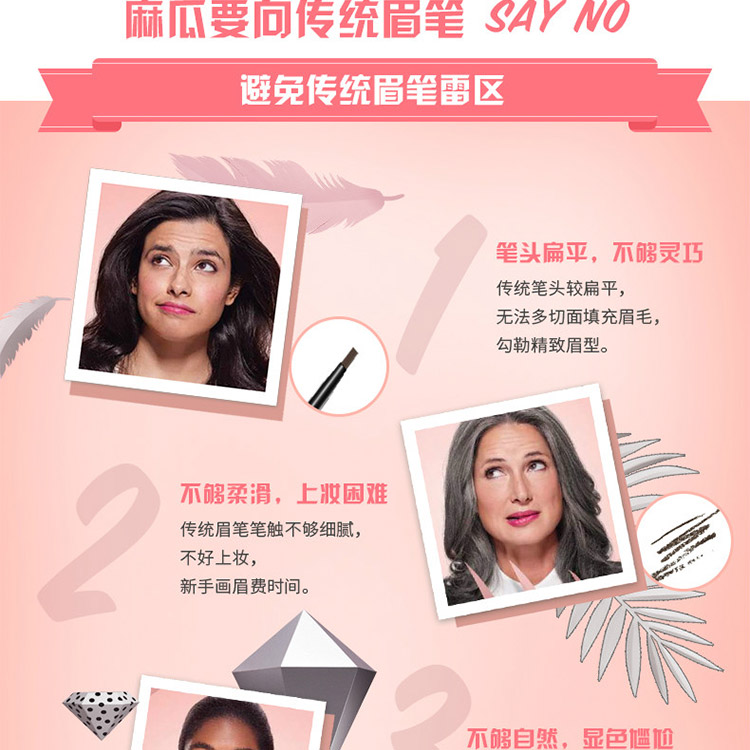 麻瓜要向传统眉笔 SAY NO
避免传统眉笔雷区
1
笔头扁平，不够灵巧
传统笔头较扁平，
无法多切面填充眉毛，
勾勒精致眉型。
2
不够柔滑，上妆困难
传统眉笔笔触不够细腻，
不好上妆，
新手画眉费时间。
3
不够自然，显色尴尬